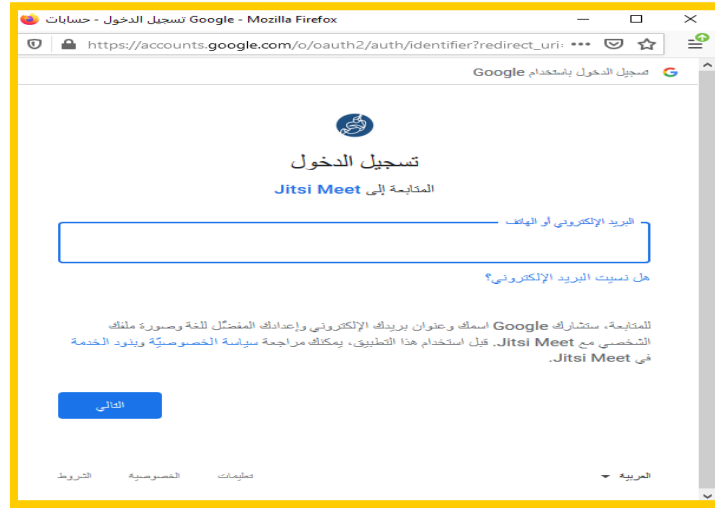 تسجيل الدخول - حسابات Google - Mozilla Firefox
https://accounts.google.com/o/oauth2/auth/identifier?redirect_uri
تسجيل الدخول باستخدام Google
تسجيل الدخول
المتابعة إلى Jitsi Meet
البريد الإلكتروني أو الهاتف
هل نسيت البريد الإلكتروني؟
للمتابعة، ستشارك Google اسمك وعنوان بريدك الإلكتروني وإعدادك المفضّل للغة وصورة ملفك
الشخصي مع Jitsi Meet. قبل استخدام هذا التطبيق، يمكنك مراجعة سياسة الخصوصيّة وبنود الخدمة
في Jitsi Meet.
التالي
العربية
تعليمات الخصوصية الشروط